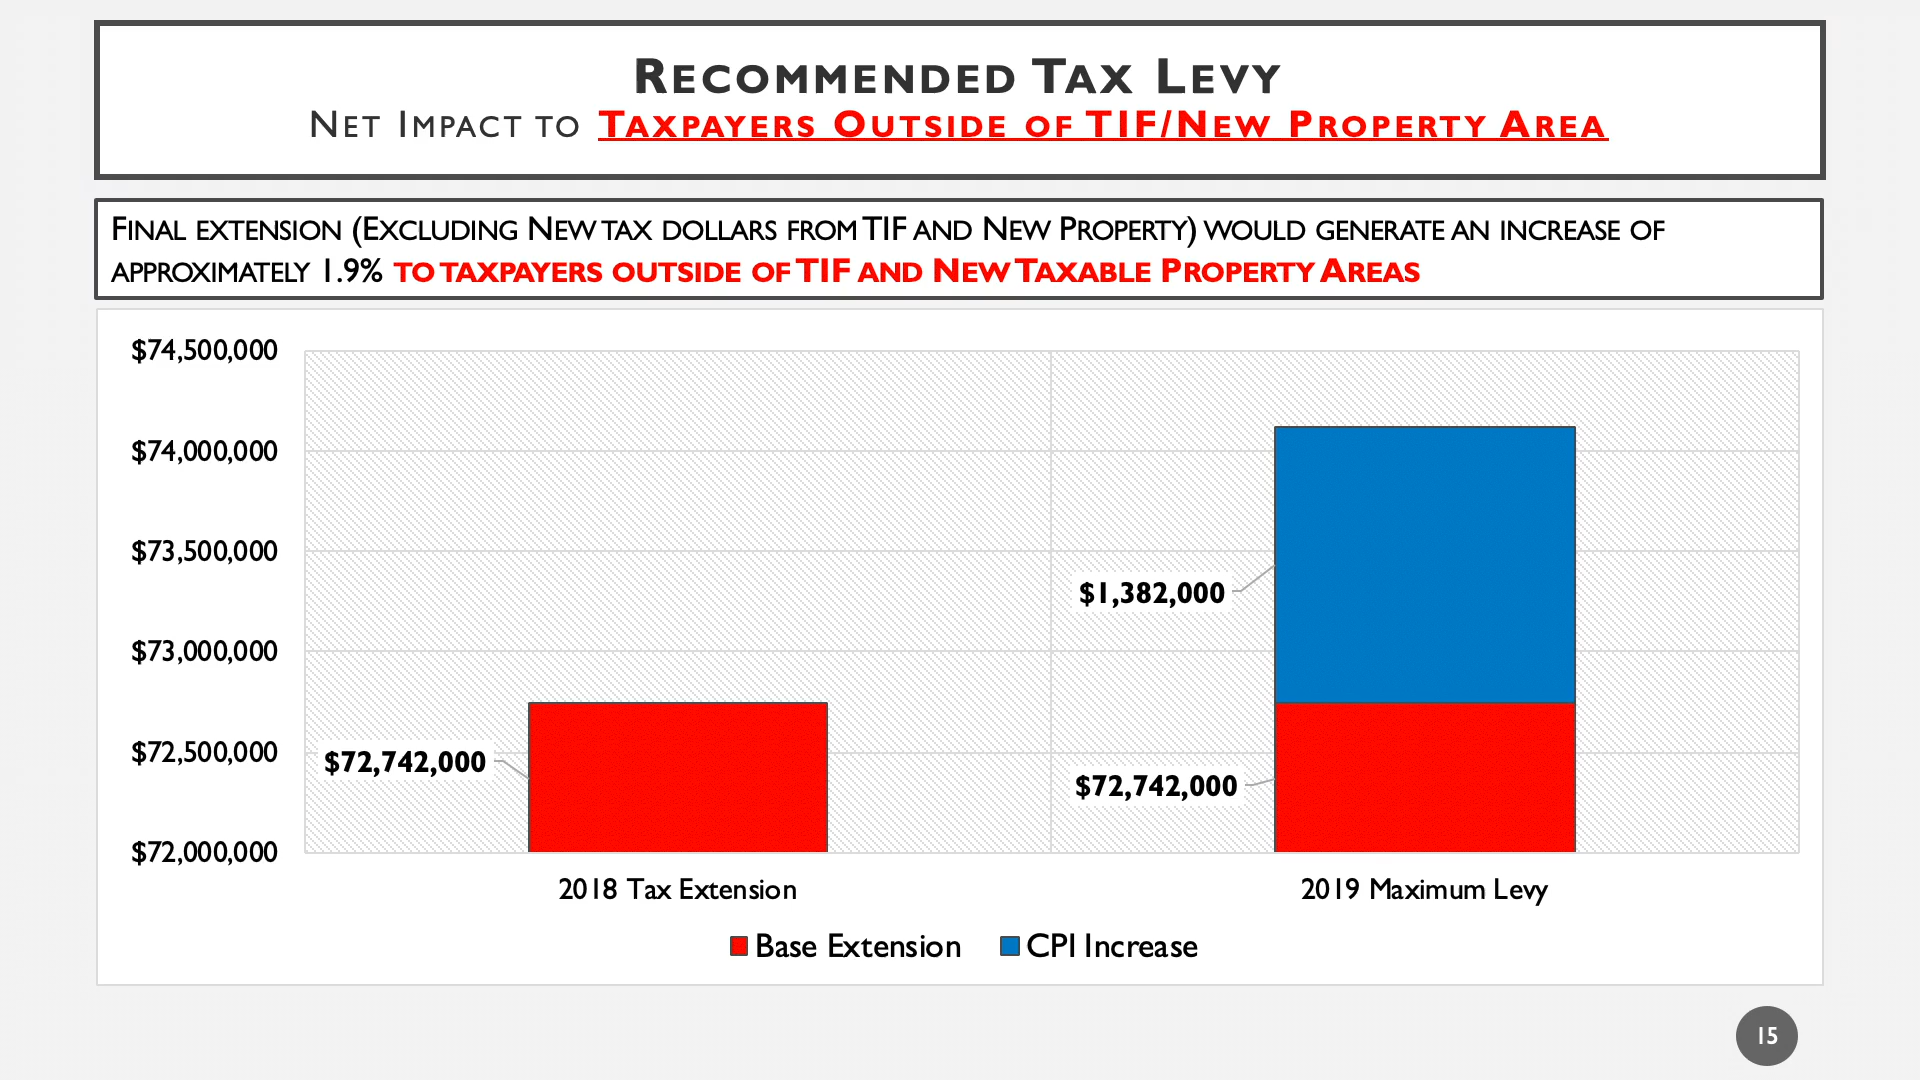 Recommended Tax Levy
Net Impact to Taxpayers Outside of TIF/New Property Area
Final extension (Excluding New tax dollars from TIF and New Property) would generate an increase of
approximately 1.9% to taxpayers outside of TIF and New Taxable Property Areas
$74,500,000
$74,000,000
$73,500,000
$73,000,000
$72,500,000
$72,000,000
$1,382,000
$72,742,000
$72,742,000
2018 Tax Extension
2019 Maximum Levy
Base Extension
CPI Increase
15